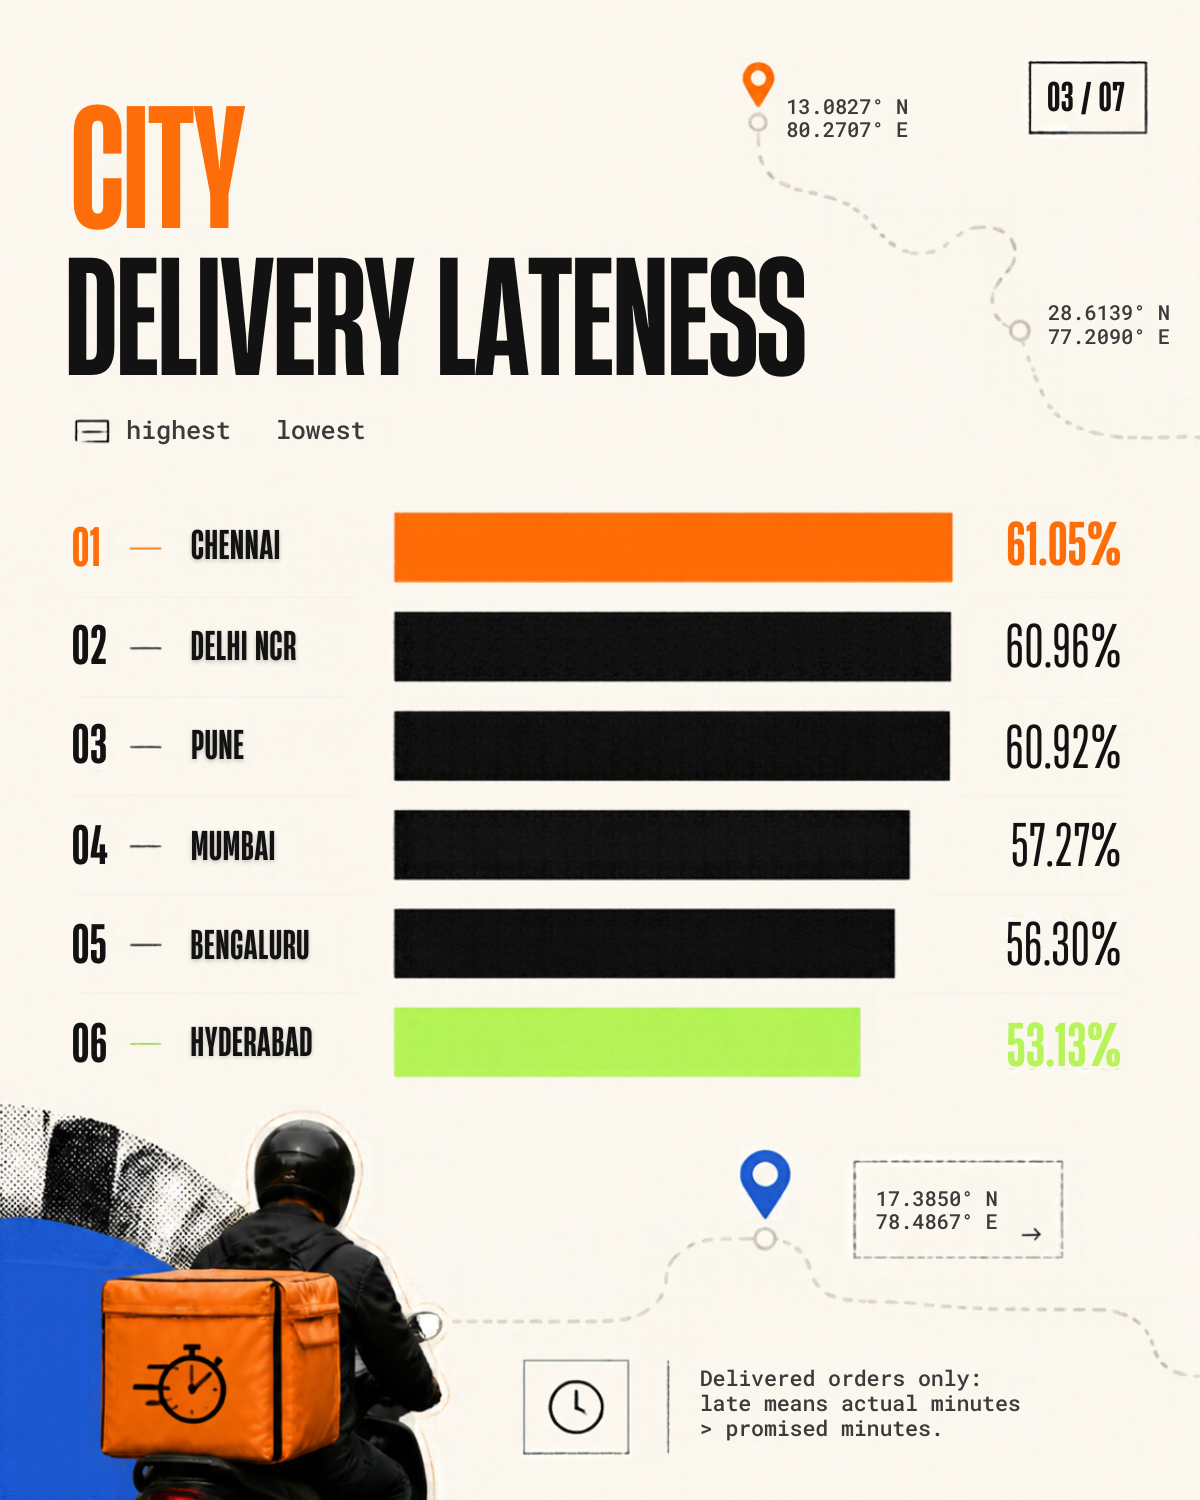 CITY
DELIVERY LATENESS
13.0827° N
80.2707° E
03 / 07
28.6139° N
77.2090° E
highest lowest
01 — CHENNAI 61.05%
02 — DELHI NCR 60.96%
03 — PUNE 60.92%
04 — MUMBAI 57.27%
05 — BENGALURU 56.30%
06 — HYDERABAD 53.13%
17.3850° N
78.4867° E →
Delivered orders only:
late means actual minutes
> promised minutes.